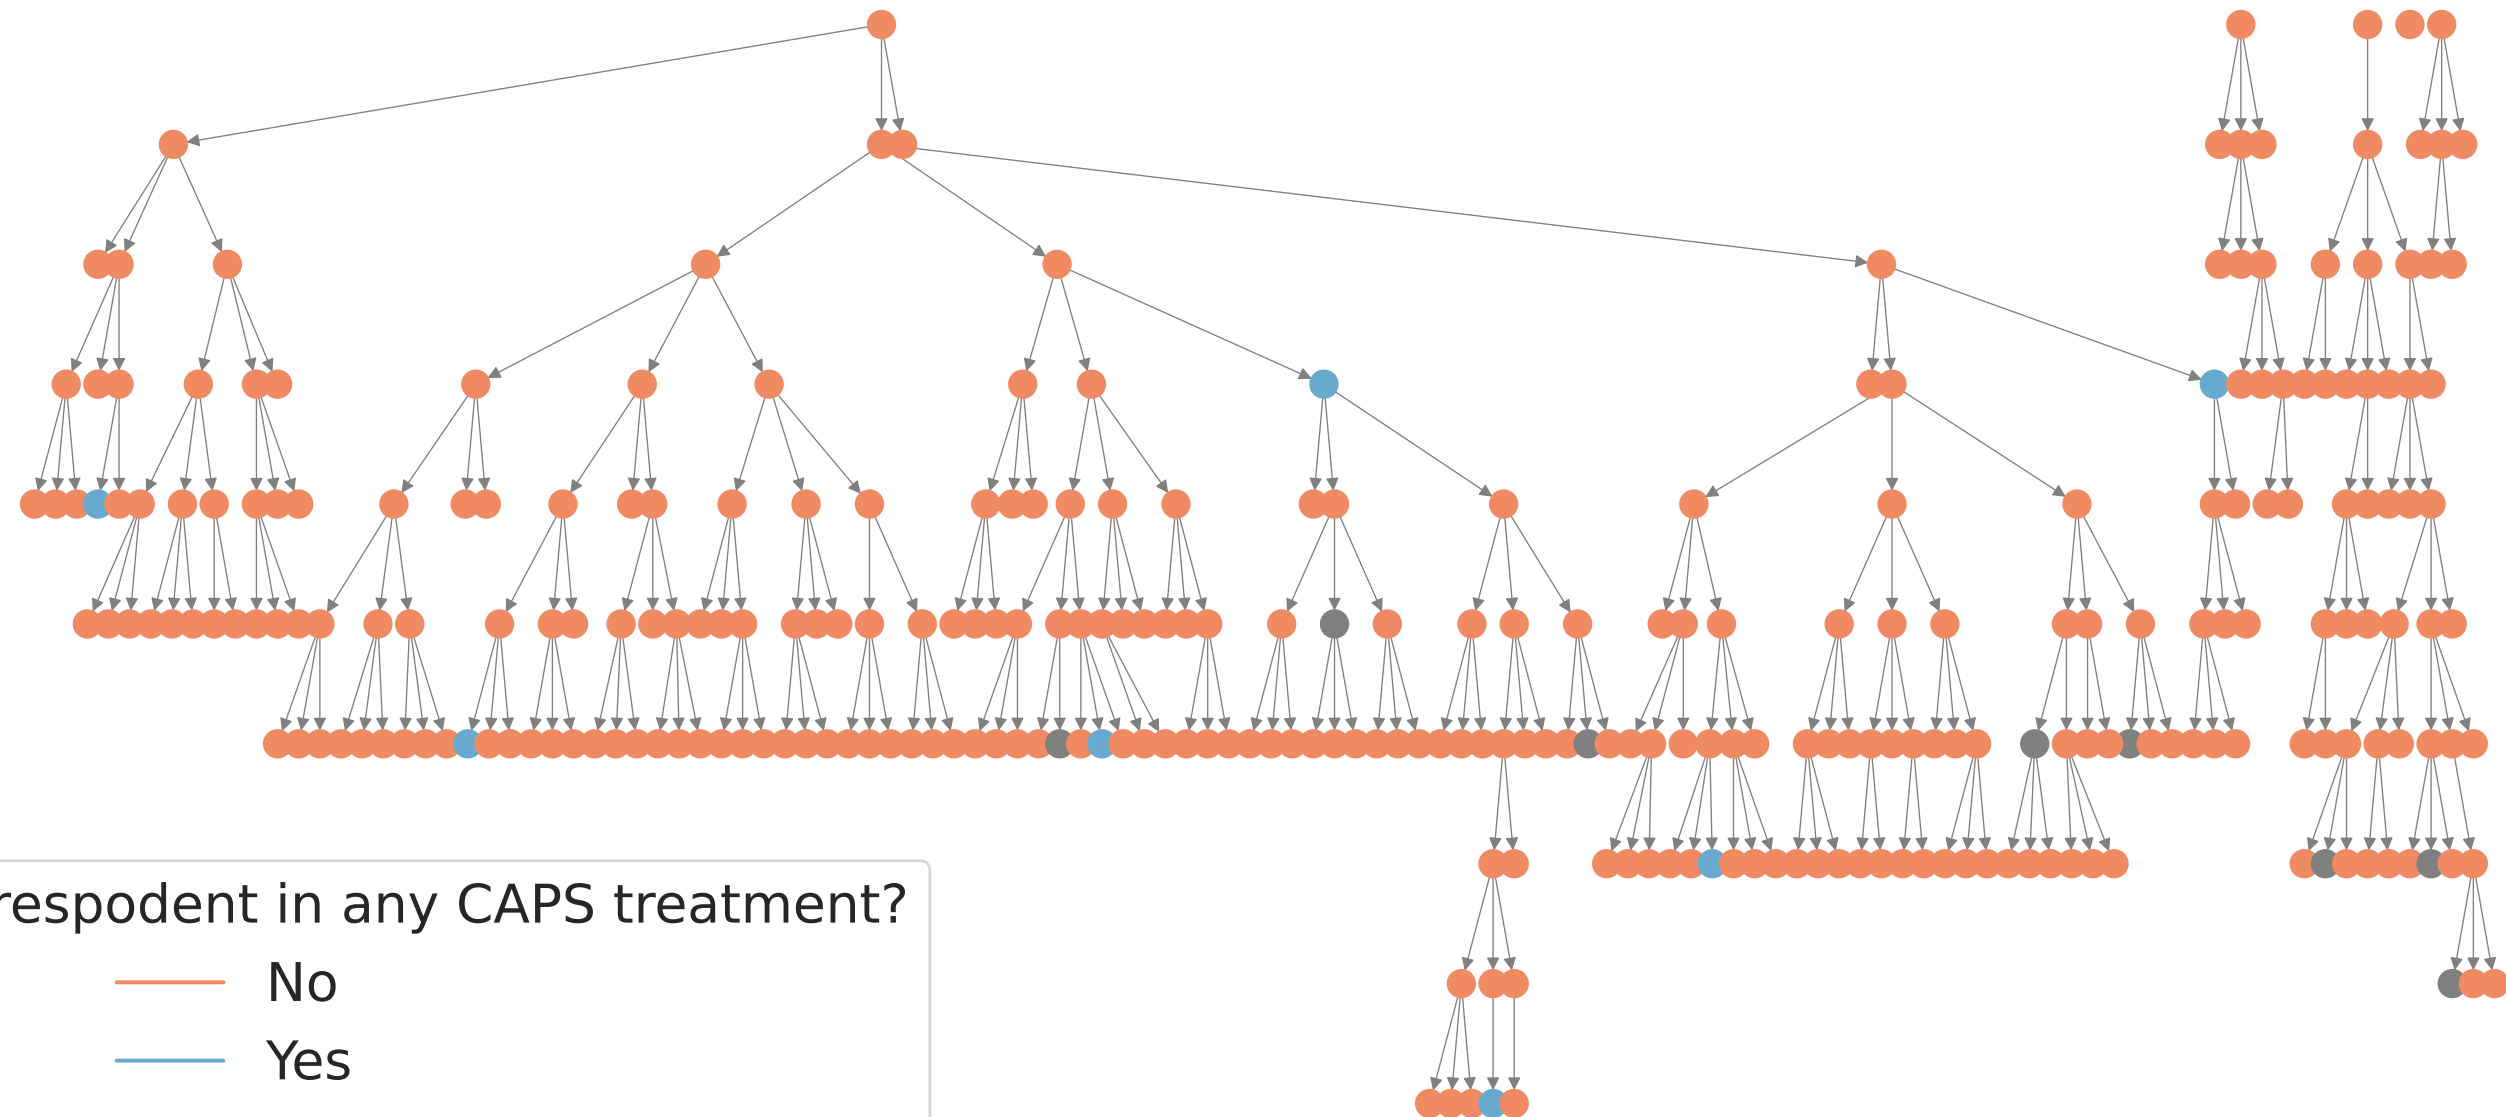 respodent in any CAPS treatment?
No
Yes